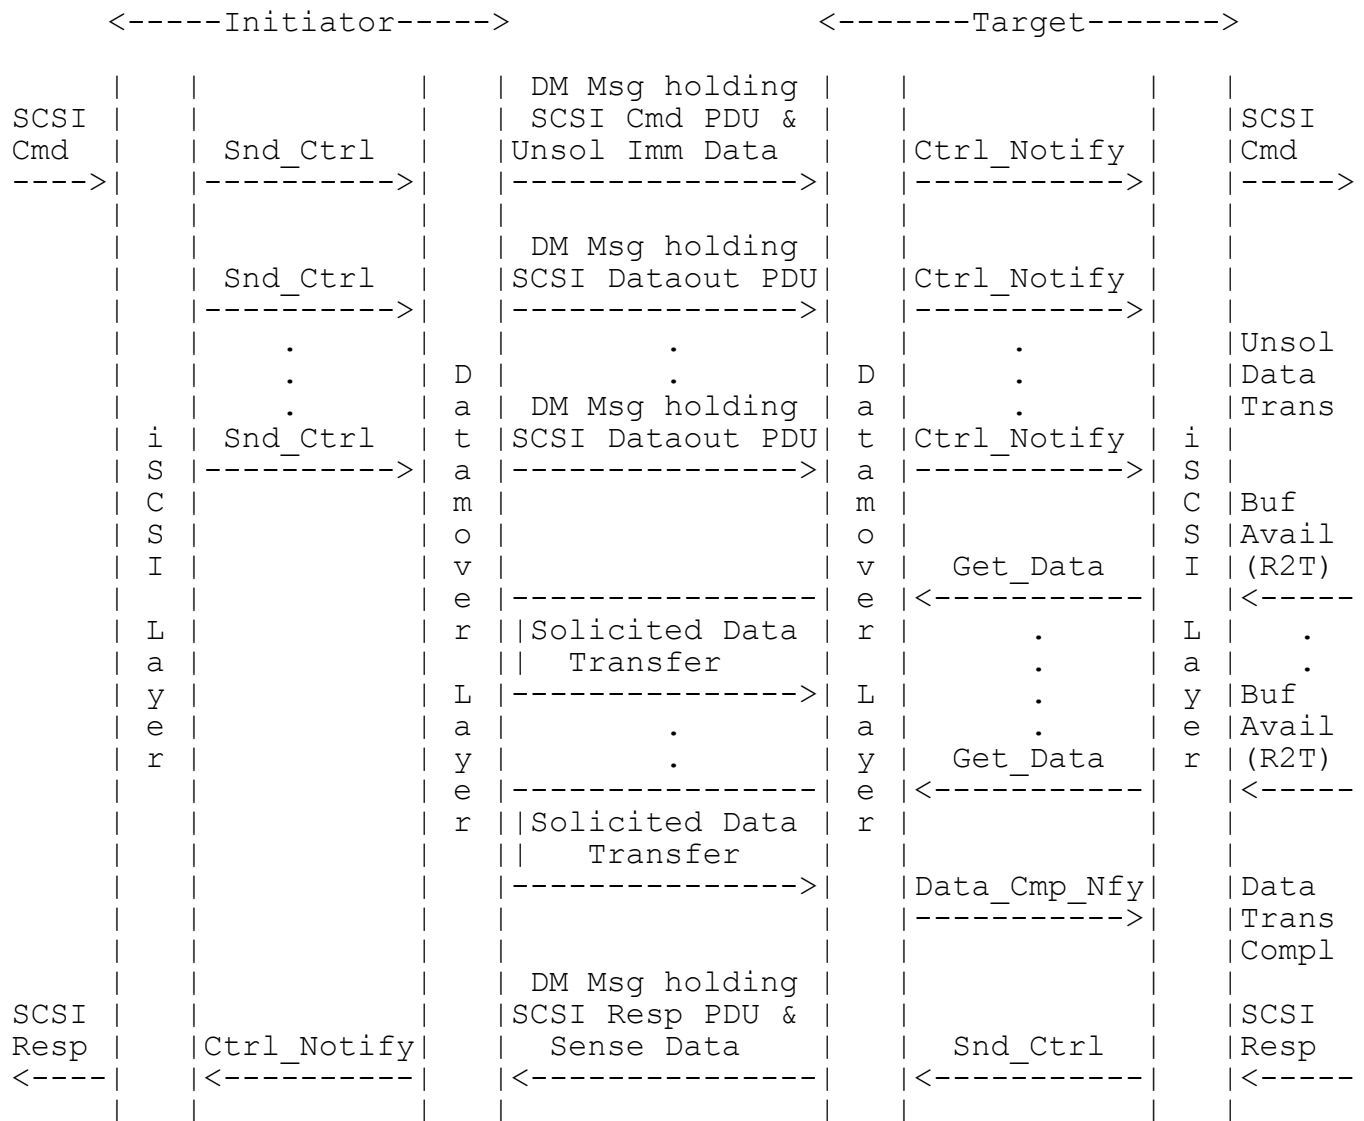 <-----Initiator-----> <-------Target------->
| | | | DM Msg holding | | | |
SCSI | | | | SCSI Cmd PDU & | | | |SCSI
Cmd | | Snd_Ctrl | |Unsol Imm Data | |Ctrl_Notify | |Cmd
---->| |---------->| |--------------->| |----------->| |----->
| | | | | | | |
| | | | DM Msg holding | | | |
| | Snd_Ctrl | |SCSI Dataout PDU| |Ctrl_Notify | |
| |---------->| |--------------->| |----------->| |
| | . | | . | | . | |Unsol
| | . | D | . | D | . | |Data
| | . | a | DM Msg holding | a | . | |Trans
| i | Snd_Ctrl | t |SCSI Dataout PDU| t |Ctrl_Notify | i |
| S |---------->| a |--------------->| a |----------->| S |
| C | | m | | m | | C |Buf
| S | | o | | o | | S |Avail
| I | | v | | v | Get_Data | I |(R2T)
| | | e |----------------| e |<-----------| |<-----
| L | | r ||Solicited Data | r | . | L | .
| a | | || Transfer | | . | a | .
| y | | L |--------------->| L | . | y |Buf
| e | | a | . | a | . | e |Avail
| r | | y | . | y | Get_Data | r |(R2T)
| | | e |----------------| e |<-----------| |<-----
| | | r ||Solicited Data | r | | |
| | | || Transfer | | | |
| | | |--------------->| |Data_Cmp_Nfy| |Data
| | | | | |----------->| |Trans
| | | | | | | |Compl
| | | | DM Msg holding | | | |
SCSI | | | |SCSI Resp PDU & | | | |SCSI
Resp | |Ctrl_Notify| | Sense Data | | Snd_Ctrl | |Resp
<----| |<----------| |<---------------| |<-----------| |<-----
| | | | | | | |